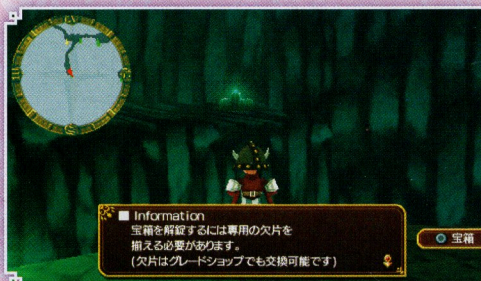 ■ Information
宝箱を解錠するには専用の欠片を
揃える必要があります。
(欠片はグレードショップでも交換可能です)
宝箱